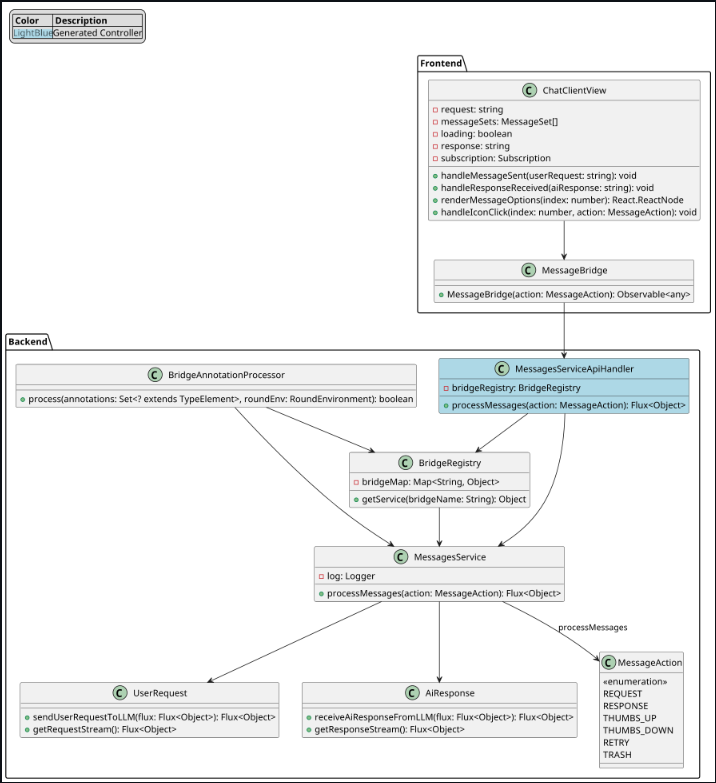 Color Description
LightBlue Generated Controller
Frontend
C ChatClientView
request: string
messageSets: MessageSet[]
loading: boolean
response: string
subscription: Subscription
handleMessageSent(userRequest: string): void
handleResponseReceived(aiResponse: string): void
renderMessageOptions(index: number): React.ReactNode
handleIconClick(index: number, action: MessageAction): void
C MessageBridge
MessageBridge(action: MessageAction): Observable<any>
Backend
C BridgeAnnotationProcessor
process(annotations: Set<? extends TypeElement>, roundEnv: RoundEnvironment): boolean
C MessagesServiceApiHandler
bridgeRegistry: BridgeRegistry
processMessages(action: MessageAction): Flux<Object>
C BridgeRegistry
bridgeMap: Map<String, Object>
getService(bridgeName: String): Object
C MessagesService
log: Logger
processMessages(action: MessageAction): Flux<Object>
processMessages
C UserRequest
sendUserRequestToLLM(flux: Flux<Object>): Flux<Object>
getRequestStream(): Flux<Object>
C AiResponse
receiveAiResponseFromLLM(flux: Flux<Object>): Flux<Object>
getResponseStream(): Flux<Object>
C MessageAction
«enumeration»
REQUEST
RESPONSE
THUMBS_UP
THUMBS_DOWN
RETRY
TRASH